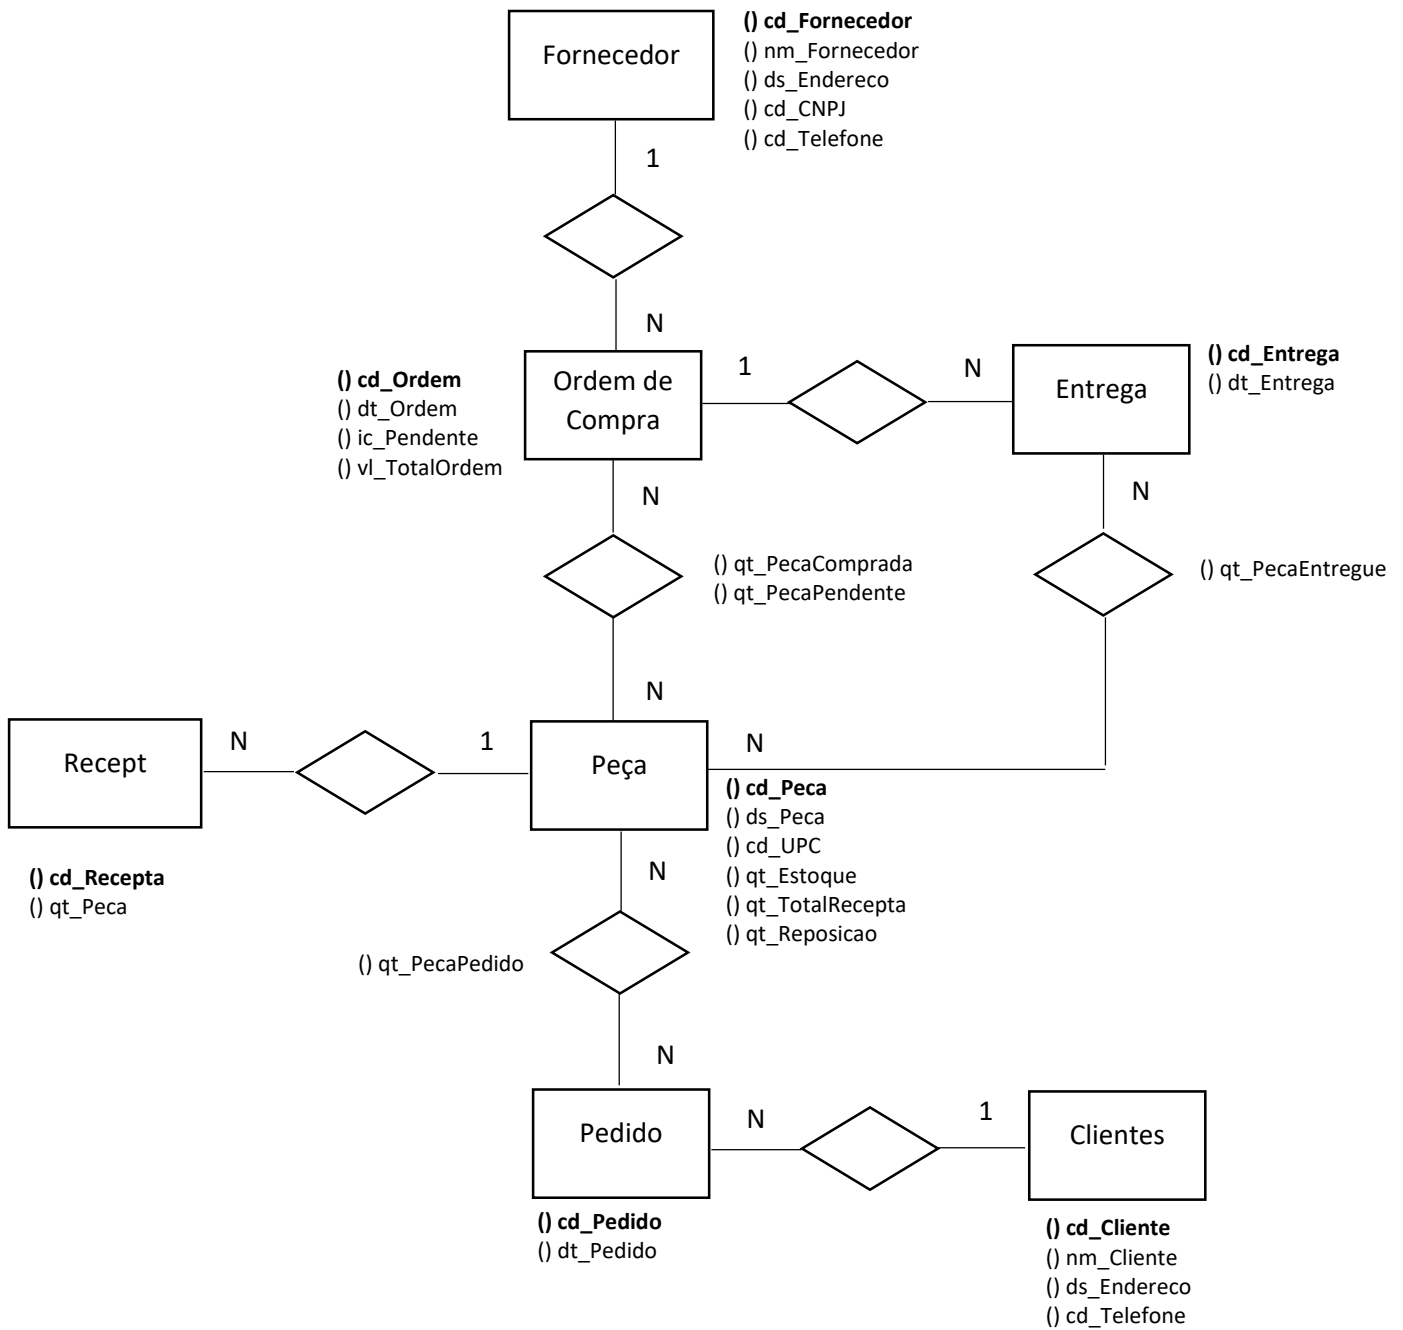 Fornecedor
() cd_Fornecedor
() nm_Fornecedor
() ds_Endereco
() cd_CNPJ
() cd_Telefone
1
N
() cd_Ordem
() dt_Ordem
() ic_Pendente
() vl_TotalOrdem
Ordem de
Compra
1
N
Entrega
() cd_Entrega
() dt_Entrega
N
() qt_PecaComprada
() qt_PecaPendente
N
() qt_PecaEntregue
N
Recept
N
1
Peça
N
() cd_Peca
() ds_Peca
() cd_UPC
() qt_Estoque
() qt_TotalRecepta
() qt_Reposicao
() cd_Recepta
() qt_Peca
N
() qt_PecaPedido
N
Pedido
N
1
Clientes
() cd_Pedido
() dt_Pedido
() cd_Cliente
() nm_Cliente
() ds_Endereco
() cd_Telefone